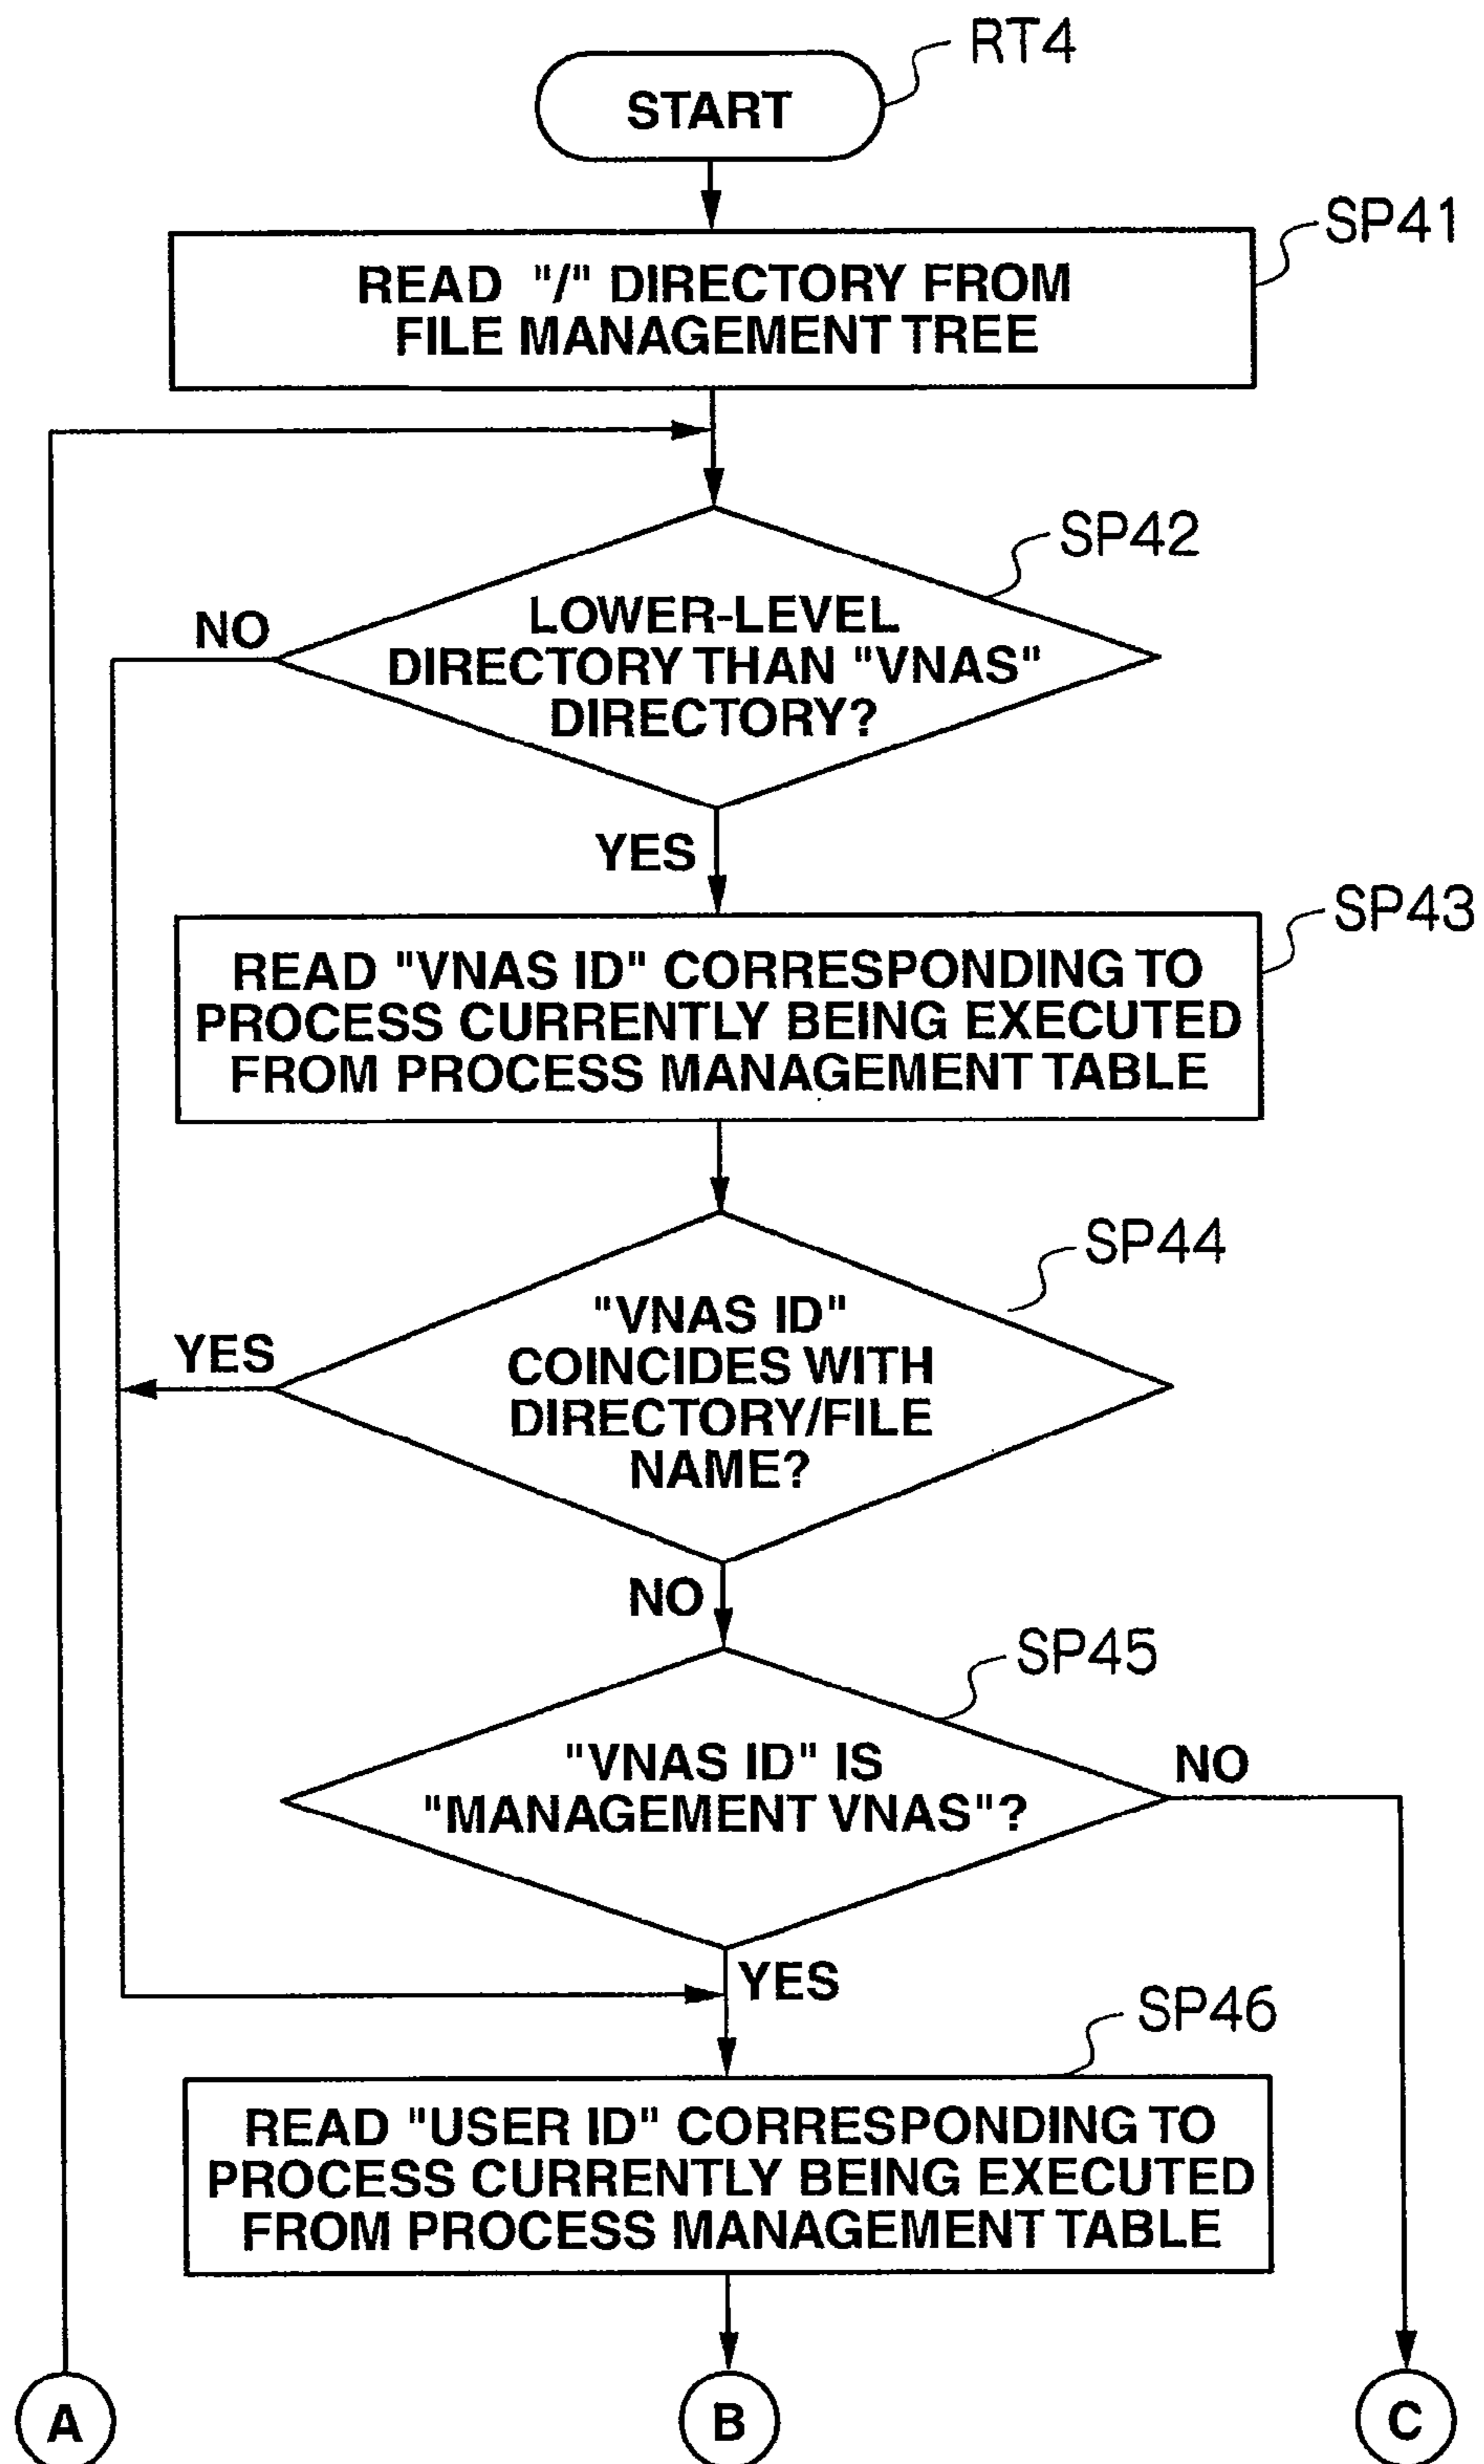 RT4
START
SP41
READ "/" DIRECTORY FROM
FILE MANAGEMENT TREE
SP42
NO
LOWER-LEVEL
DIRECTORY THAN "VNAS"
DIRECTORY?
YES
SP43
READ "VNAS ID" CORRESPONDING TO
PROCESS CURRENTLY BEING EXECUTED
FROM PROCESS MANAGEMENT TABLE
SP44
YES
"VNAS ID"
COINCIDES WITH
DIRECTORY/FILE
NAME?
NO
SP45
"VNAS ID" IS
"MANAGEMENT VNAS"?
NO
YES
SP46
READ "USER ID" CORRESPONDING TO
PROCESS CURRENTLY BEING EXECUTED
FROM PROCESS MANAGEMENT TABLE
A
B
C